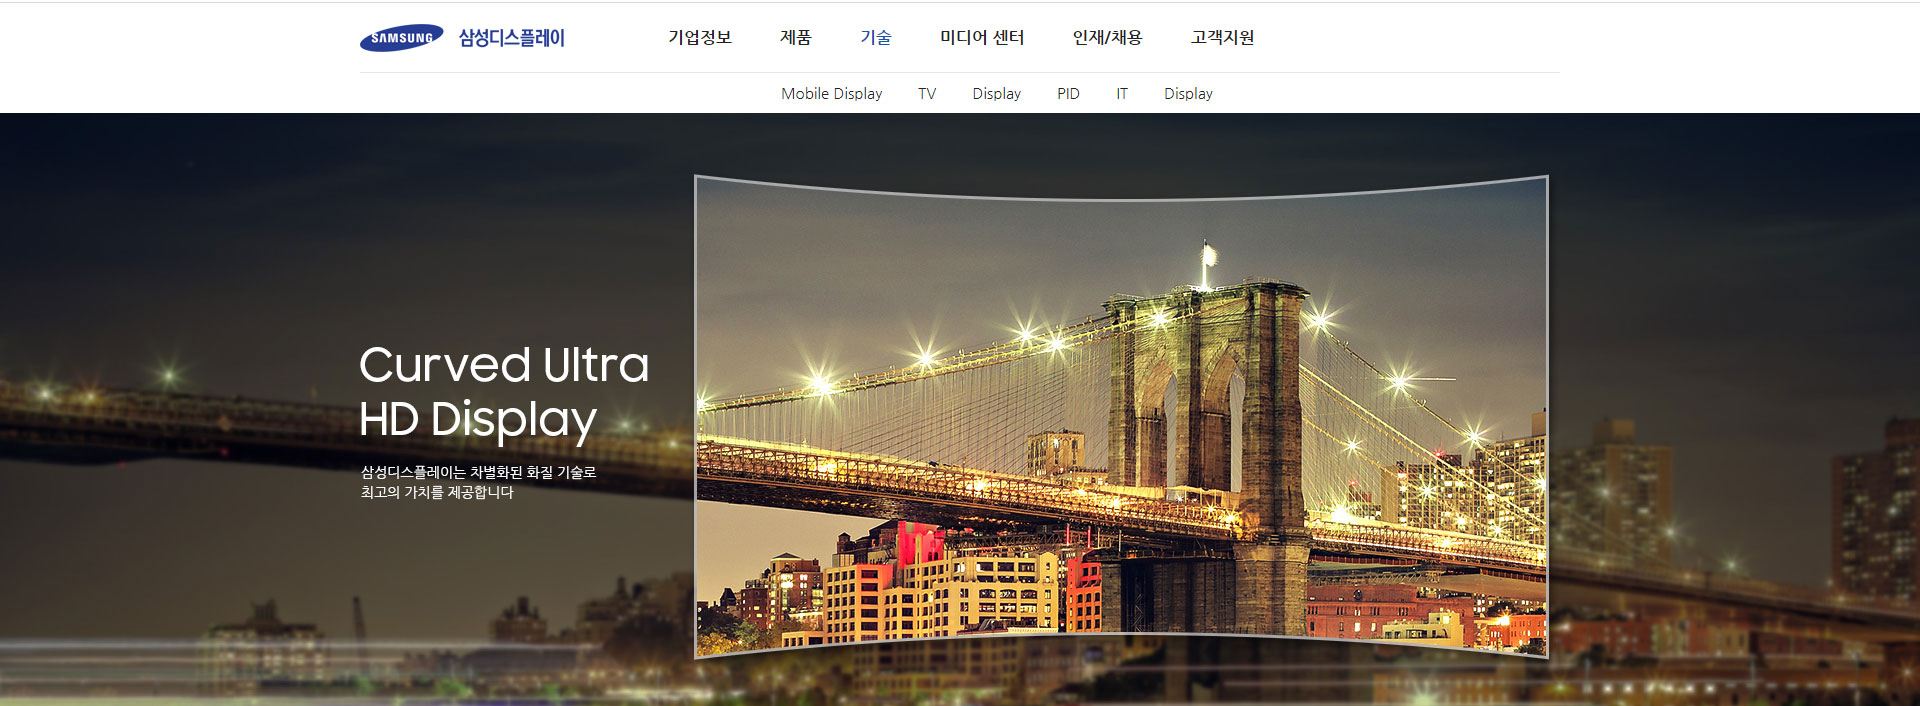 SAMSUNG 삼성디스플레이 기업정보 제품 기술 미디어 센터 인재/채용 고객지원
Mobile Display TV Display PID IT Display
Curved Ultra
HD Display
삼성디스플레이는 차별화된 화질 기술로
최고의 가치를 제공합니다